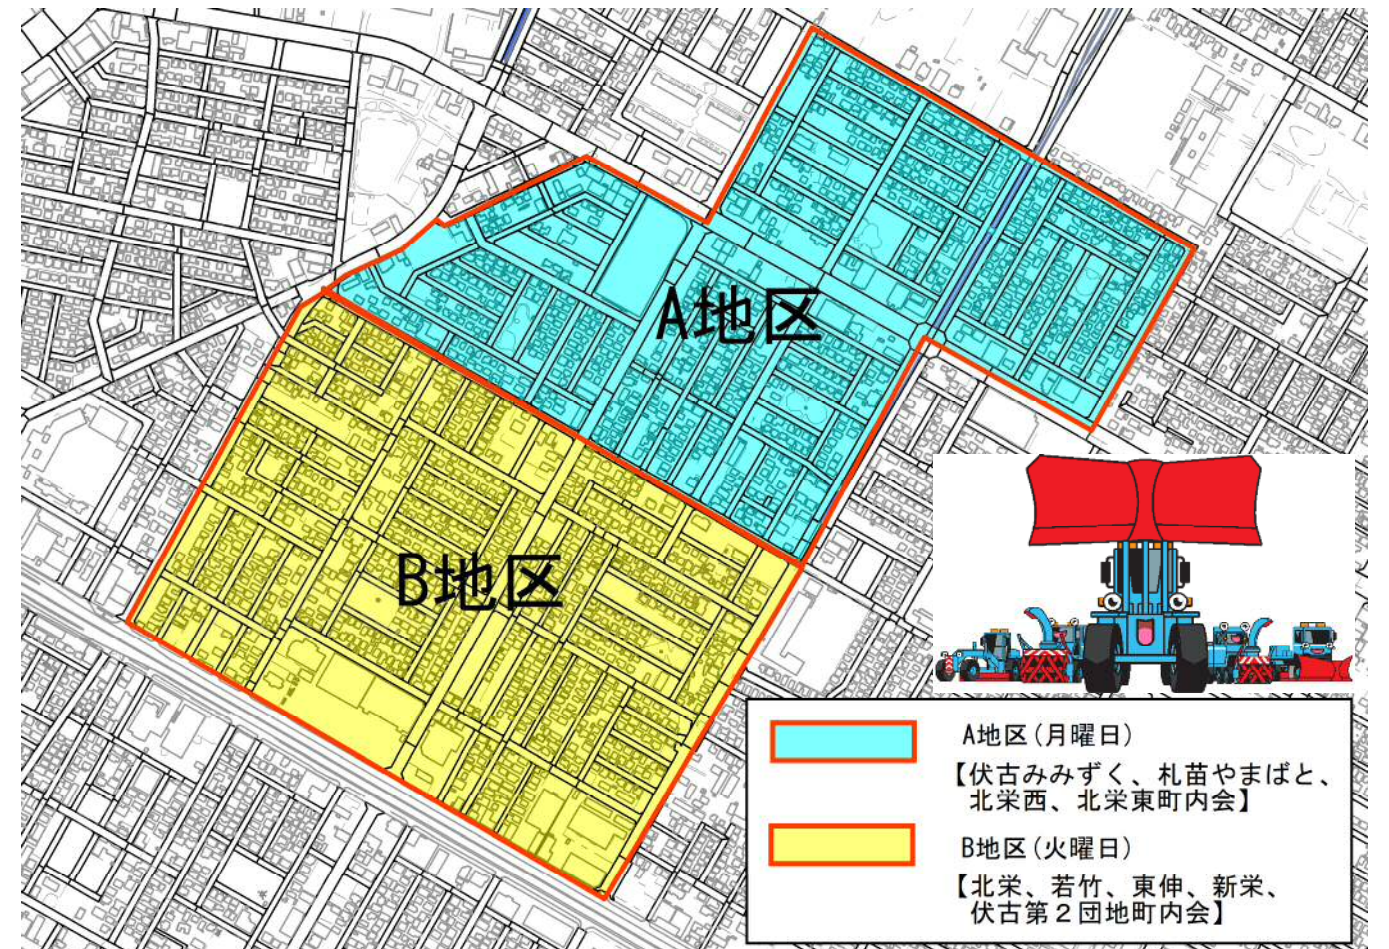 A地区
B地区
A地区(月曜日)
【伏古みみずく、札苗やまばと、
北栄西、北栄東町内会】
B地区(火曜日)
【北栄、若竹、東伸、新栄、
伏古第２団地町内会】